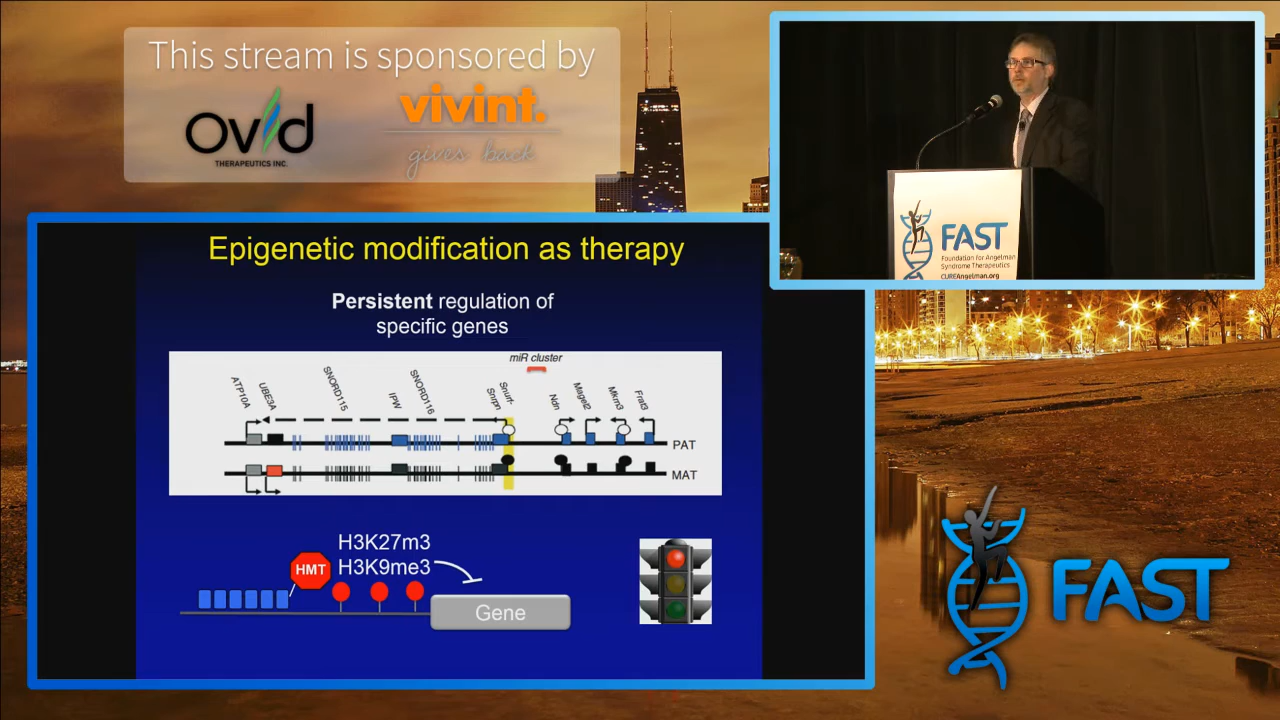 This stream is sponsored by
ovid
THERAPEUTICS INC.
vivint.
gives back
FAST
Foundation for Angelman
Syndrome Therapeutics
CUREAngelman.org
Epigenetic modification as therapy
Persistent regulation of
specific genes
miR cluster
ATP10A
UBE3A
SNORD115
IPW
SNORD116
Snurf-
Snrpn
Ndn
Magel2
Mkrn3
Frat3
PAT
MAT
H3K27m3
HMT
H3K9me3
Gene
FAST